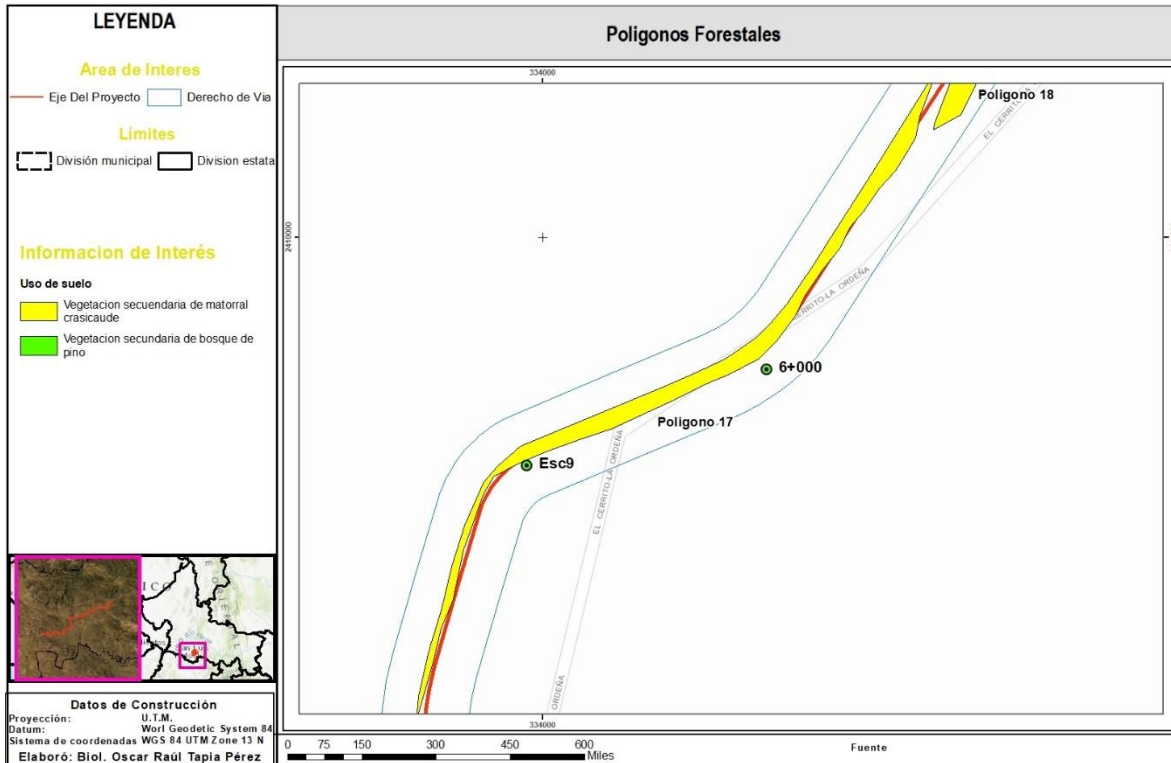 LEYENDA
Area de Interes
Eje Del Proyecto
Derecho de Via
Límites
División municipal
Division estata
Informacion de Interés
Uso de suelo
Vegetacion secuendaria de matorral
crasicaude
Vegetacion secundaria de bosque de
pino
Datos de Construcción
Proyección: U.T.M.
Datum: Worl Geodetic System 84
Sistema de coordenadas WGS 84 UTM Zone 13 N
Elaboró: Biol. Oscar Raúl Tapia Pérez
Poligonos Forestales
334000
Poligono 18
EL CERRITO
2410000
CERRITO-LA ORDEÑA
6+000
Poligono 17
Esc9
EL CERRITO-LA ORDEÑA
ORDEÑA
334000
0 75 150 300 450 600
Miles
Fuente